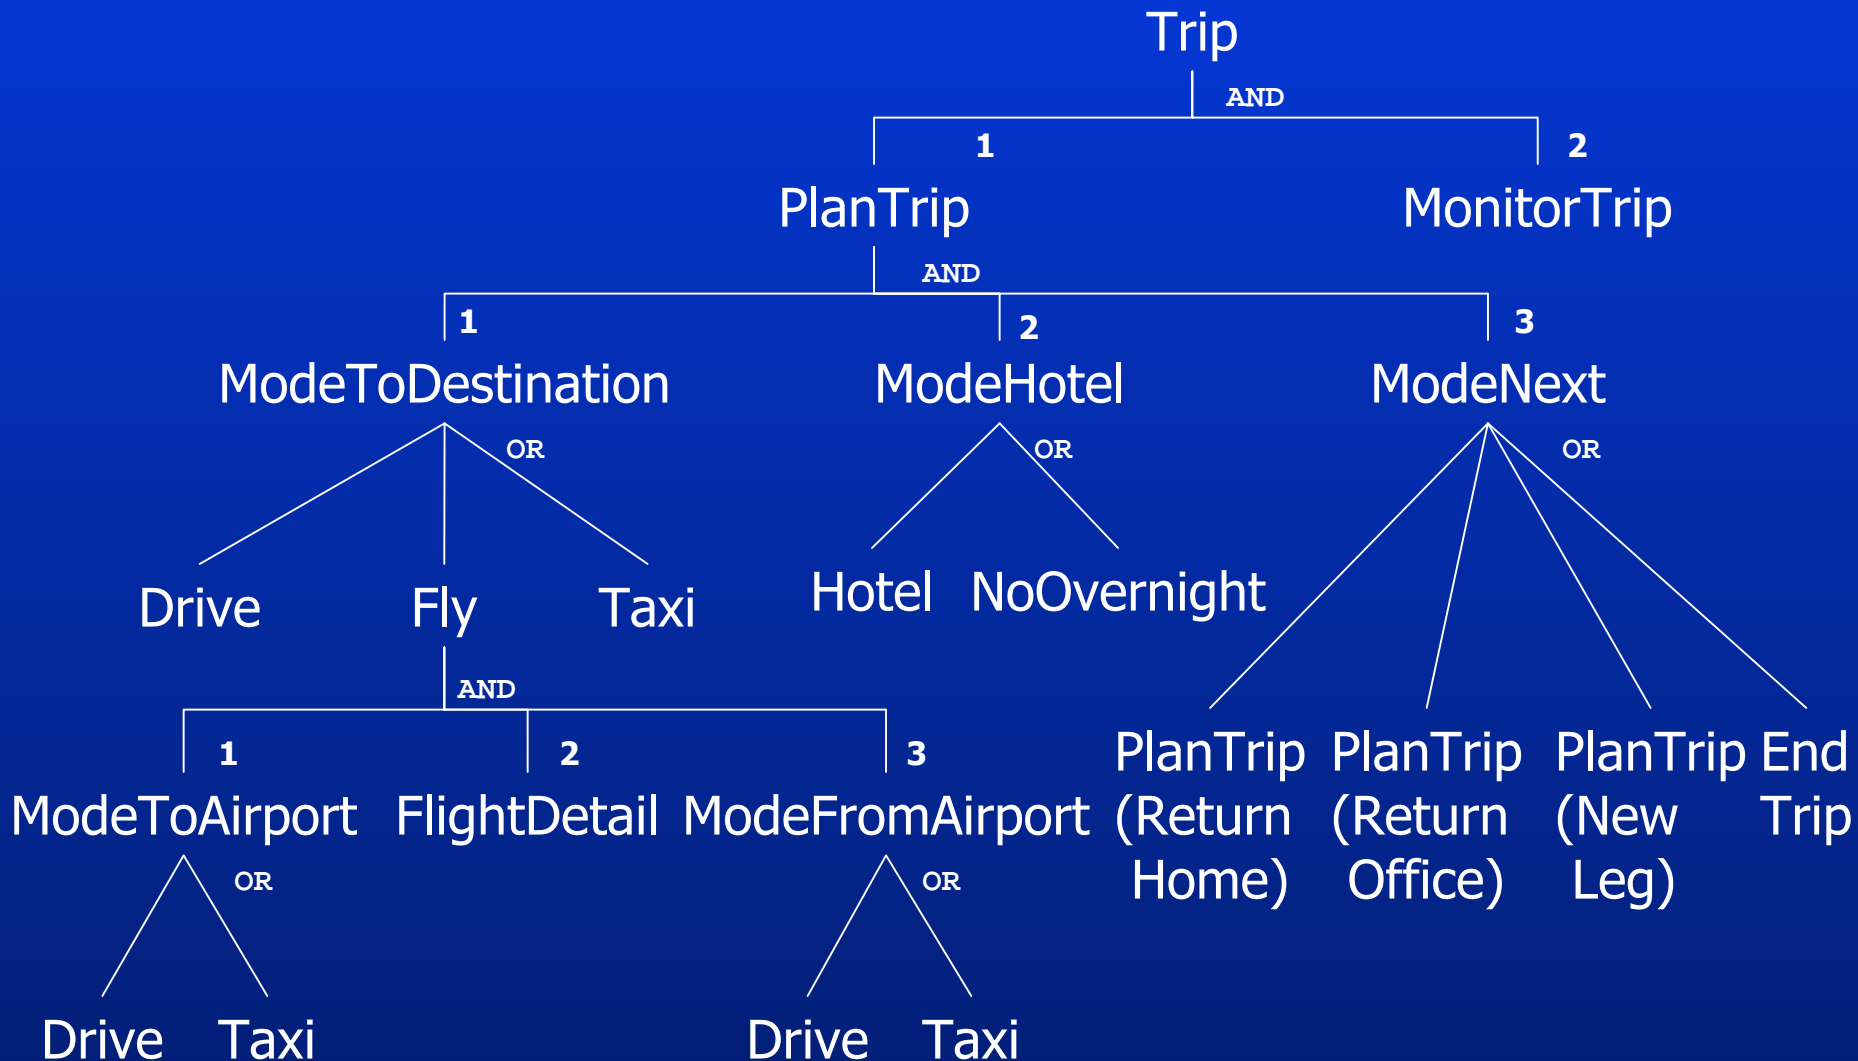 Trip
AND
1 2
PlanTrip MonitorTrip
AND
1 2 3
ModeToDestination ModeHotel ModeNext
OR OR OR
Drive Fly Taxi Hotel NoOvernight
AND
1 2 3
ModeToAirport FlightDetail ModeFromAirport
PlanTrip
(Return
Home)
PlanTrip
(Return
Office)
PlanTrip
(New
Leg)
End
Trip
OR OR
Drive Taxi Drive Taxi